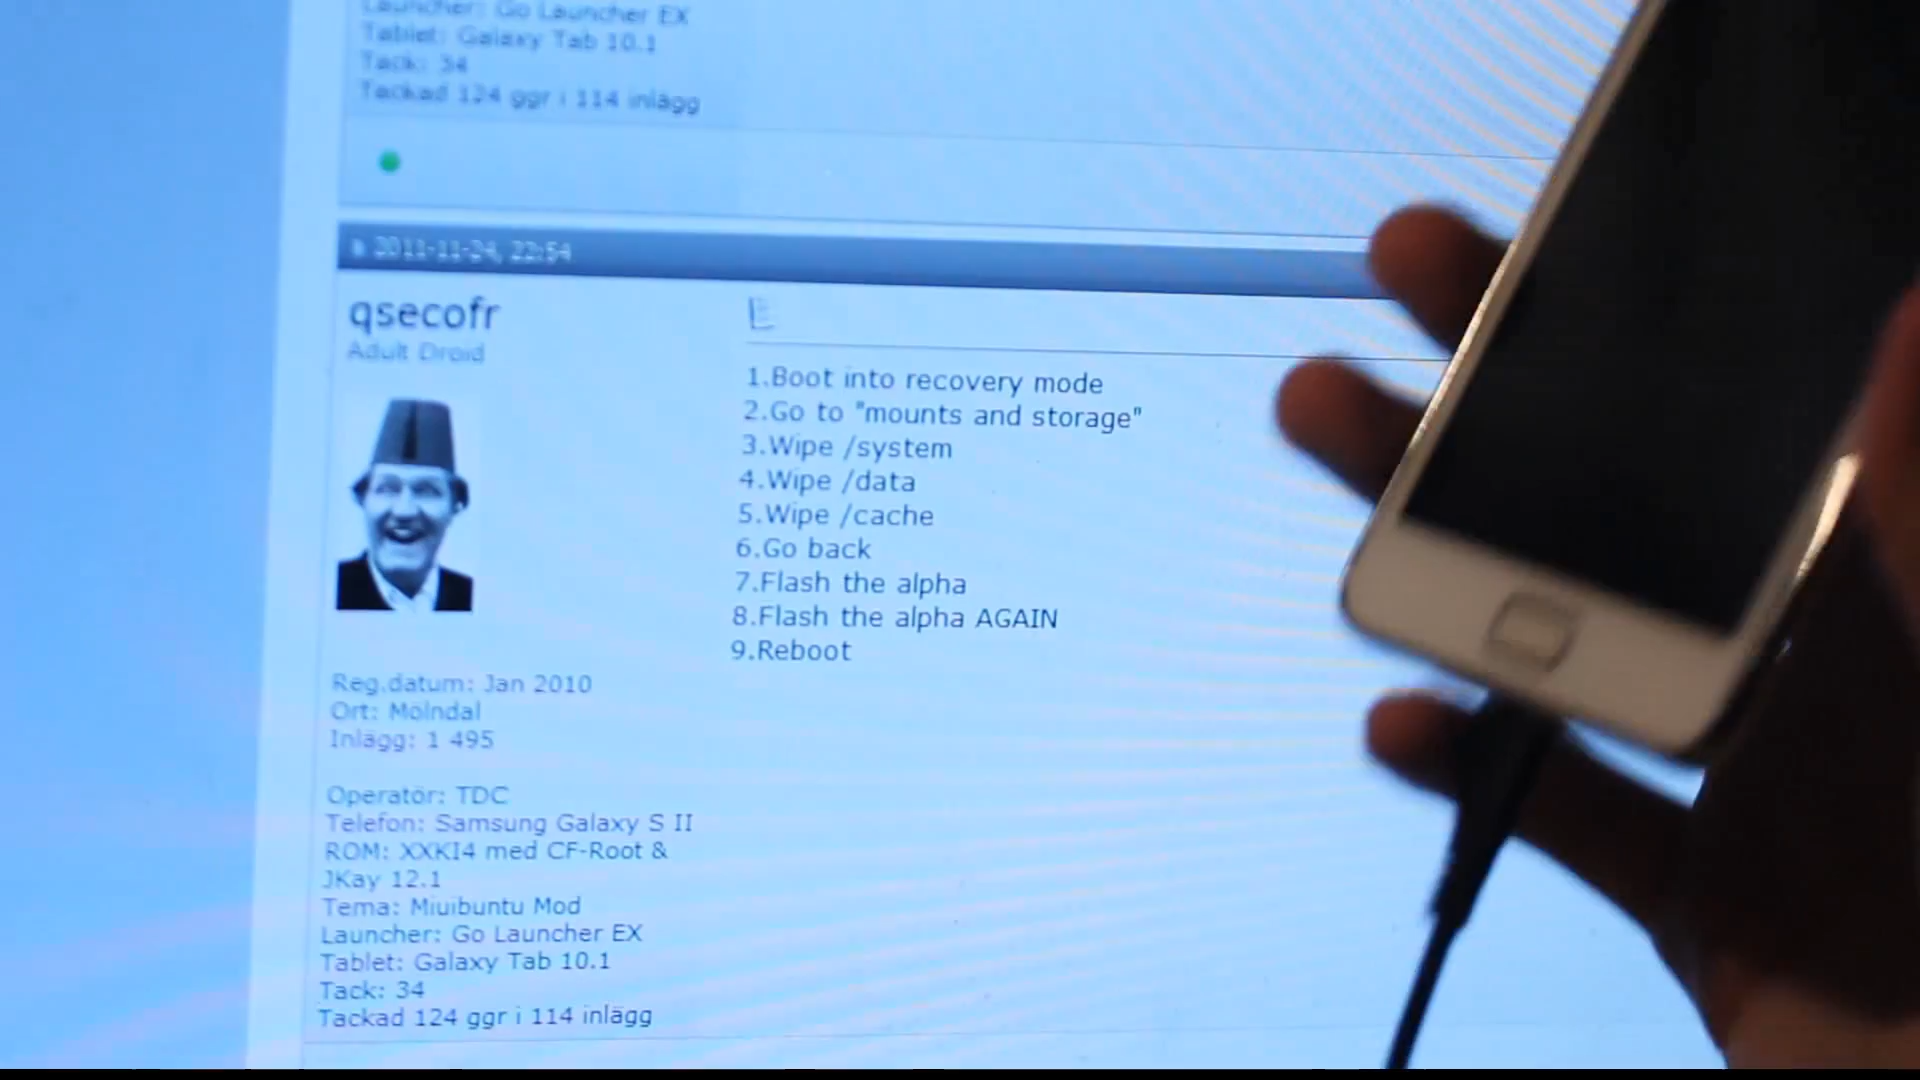 Launcher: Go Launcher EX
Tablet: Galaxy Tab 10.1
Tack: 34
Tackad 124 ggr i 114 inlägg
2011-11-24, 22:54
qsecofr
Adult Droid
1.Boot into recovery mode
2.Go to "mounts and storage"
3.Wipe /system
4.Wipe /data
5.Wipe /cache
6.Go back
7.Flash the alpha
8.Flash the alpha AGAIN
9.Reboot
Reg.datum: Jan 2010
Ort: Mölndal
Inlägg: 1 495
Operatör: TDC
Telefon: Samsung Galaxy S II
ROM: XXKI4 med CF-Root &
JKay 12.1
Tema: Miuibuntu Mod
Launcher: Go Launcher EX
Tablet: Galaxy Tab 10.1
Tack: 34
Tackad 124 ggr i 114 inlägg